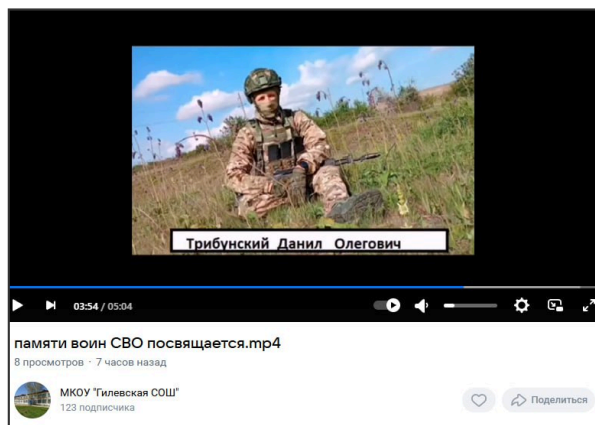 Трибунский Данил Олегович
03:54 / 05:04
памяти воин СВО посвящается.mp4
8 просмотров · 7 часов назад
МКОУ "Гилевская СОШ"
123 подписчика
Поделиться